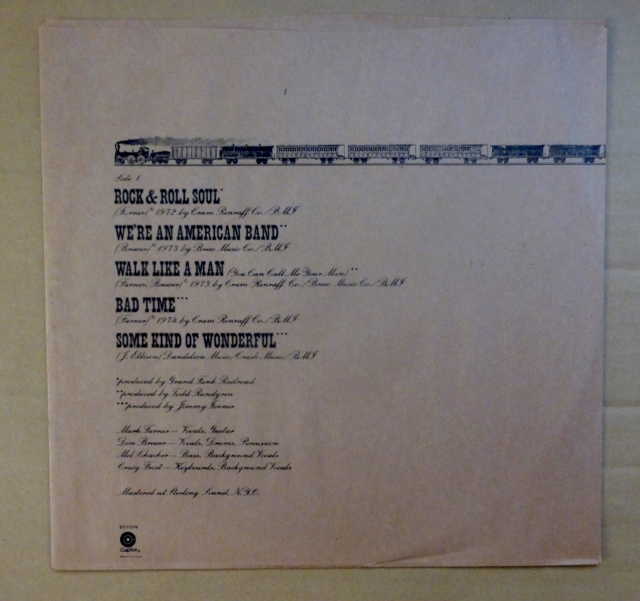 Side 1
ROCK & ROLL SOUL*
(Farner) © 1972 by Cram Renraff Co./BMI
WE'RE AN AMERICAN BAND**
(Brewer) © 1973 by Brew Music Co./BMI
WALK LIKE A MAN (You Can Call Me Your Man)**
(Farner, Brewer) © 1973 by Cram Renraff Co./Brew Music Co./BMI
BAD TIME***
(Farner) © 1974 by Cram Renraff Co./BMI
SOME KIND OF WONDERFUL***
(J. Ellison) Dandelion Music/Crash Music/BMI
*produced by Grand Funk Railroad
**produced by Todd Rundgren
***produced by Jimmy Ienner
Mark Farner—Vocals, Guitar
Don Brewer—Vocals, Drums, Percussion
Mel Schacher—Bass, Background Vocals
Craig Frost—Keyboards, Background Vocals
Mastered at Sterling Sound, N.Y.C.
Capitol